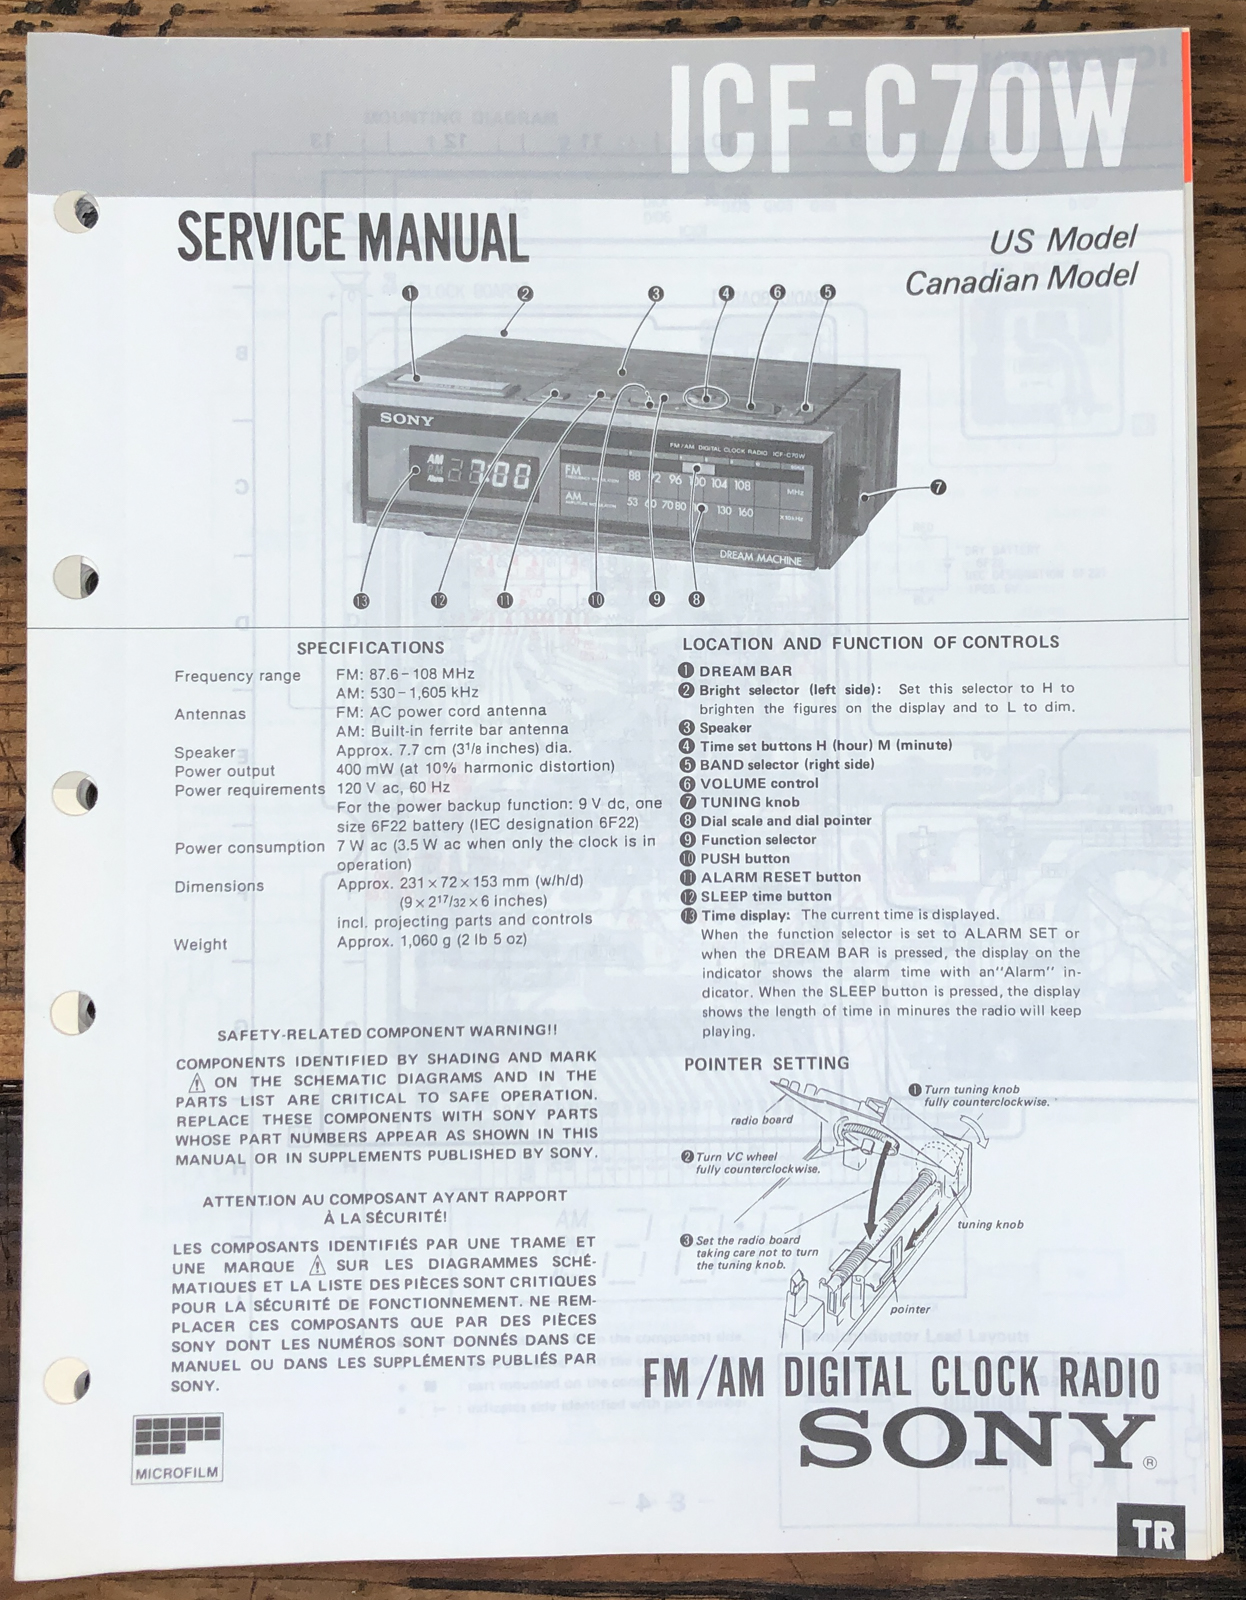 ICF-C70W
SERVICE MANUAL
US Model
Canadian Model
1 2 3 4 6 5
SONY
AM
PM
Alarm
7:00
FM/AM DIGITAL CLOCK RADIO ICF-C70W
FM 88 92 96 100 104 108 MHz
AM 53 60 70 80 130 160
DREAM MACHINE
7
13 12 11 10 9 8
SPECIFICATIONS
Frequency range FM: 87.6–108 MHz
AM: 530–1,605 kHz
Antennas FM: AC power cord antenna
AM: Built-in ferrite bar antenna
Speaker Approx. 7.7 cm (3 1/8 inches) dia.
Power output 400 mW (at 10% harmonic distortion)
Power requirements 120 V ac, 60 Hz
For the power backup function: 9 V dc, one
size 6F22 battery (IEC designation 6F22)
Power consumption 7 W ac (3.5 W ac when only the clock is in
operation)
Dimensions Approx. 231 × 72 × 153 mm (w/h/d)
(9 × 2 17/32 × 6 inches)
incl. projecting parts and controls
Weight Approx. 1,060 g (2 lb 5 oz)
SAFETY-RELATED COMPONENT WARNING!!
COMPONENTS IDENTIFIED BY SHADING AND MARK
⚠ ON THE SCHEMATIC DIAGRAMS AND IN THE
PARTS LIST ARE CRITICAL TO SAFE OPERATION.
REPLACE THESE COMPONENTS WITH SONY PARTS
WHOSE PART NUMBERS APPEAR AS SHOWN IN THIS
MANUAL OR IN SUPPLEMENTS PUBLISHED BY SONY.
ATTENTION AU COMPOSANT AYANT RAPPORT
À LA SÉCURITÉ!
LES COMPOSANTS IDENTIFIÉS PAR UNE TRAME ET
UNE MARQUE ⚠ SUR LES DIAGRAMMES SCHÉ-
MATIQUES ET LA LISTE DES PIÈCES SONT CRITIQUES
POUR LA SÉCURITÉ DE FONCTIONNEMENT. NE REM-
PLACER CES COMPOSANTS QUE PAR DES PIÈCES
SONY DONT LES NUMÉROS SONT DONNÉS DANS CE
MANUEL OU DANS LES SUPPLÉMENTS PUBLIÉS PAR
SONY.
MICROFILM
LOCATION AND FUNCTION OF CONTROLS
1 DREAM BAR
2 Bright selector (left side): Set this selector to H to
brighten the figures on the display and to L to dim.
3 Speaker
4 Time set buttons H (hour) M (minute)
5 BAND selector (right side)
6 VOLUME control
7 TUNING knob
8 Dial scale and dial pointer
9 Function selector
10 PUSH button
11 ALARM RESET button
12 SLEEP time button
13 Time display: The current time is displayed.
When the function selector is set to ALARM SET or
when the DREAM BAR is pressed, the display on the
indicator shows the alarm time with an"Alarm" in-
dicator. When the SLEEP button is pressed, the display
shows the length of time in minures the radio will keep
playing.
POINTER SETTING
1 Turn tuning knob
fully counterclockwise.
radio board
2 Turn VC wheel
fully counterclockwise.
tuning knob
3 Set the radio board
taking care not to turn
the tuning knob.
pointer
FM/AM DIGITAL CLOCK RADIO
SONY®
TR